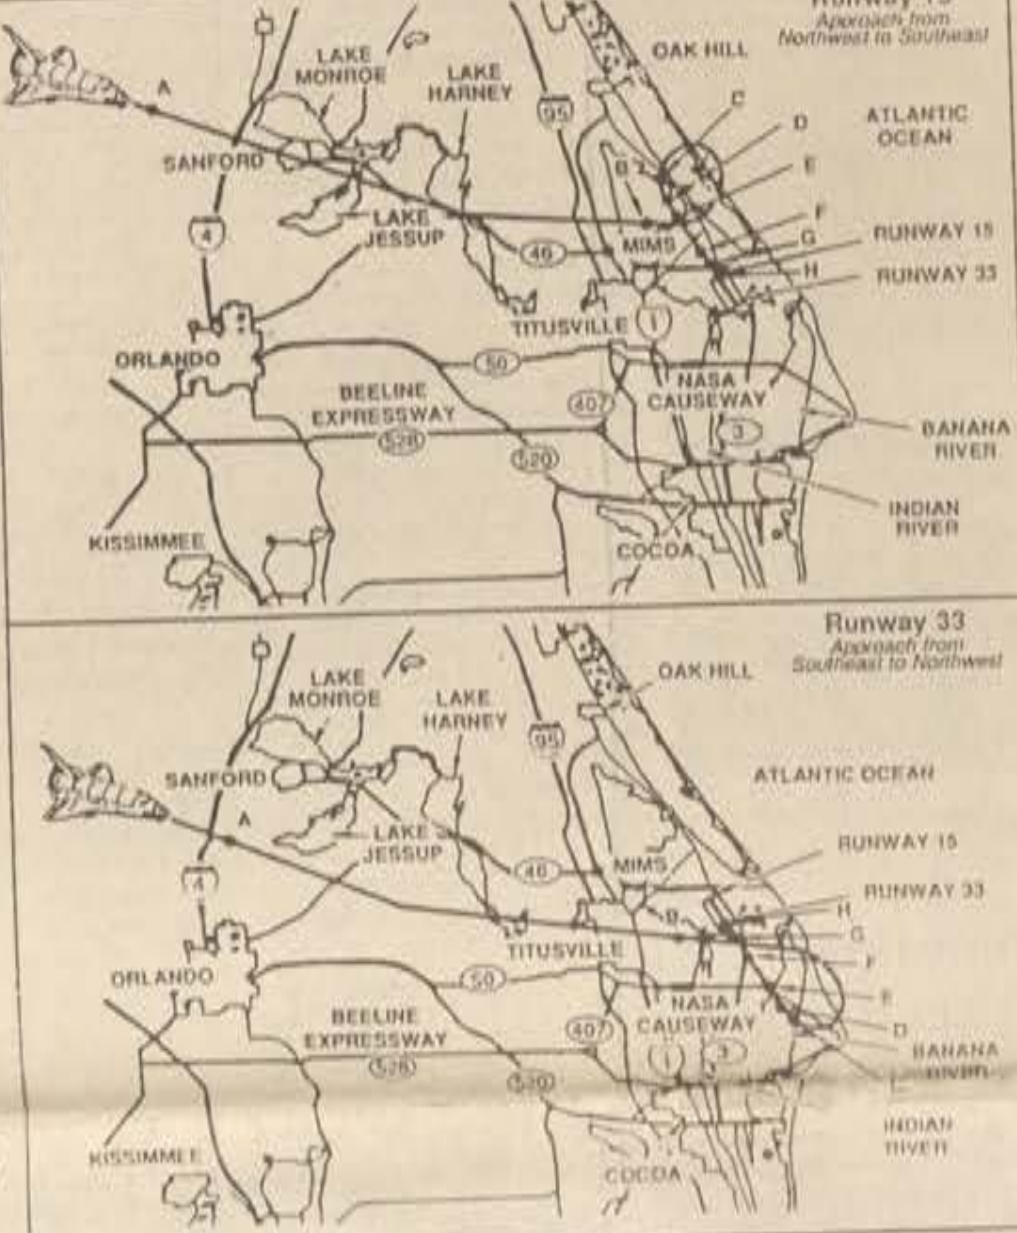 Approach from
Northwest to Southeast
OAK HILL
LAKE
MONROE
LAKE
HARNEY
95
C
D
ATLANTIC
OCEAN
A
SANFORD
B
E
4
LAKE
JESSUP
46
MIMS
F
G
RUNWAY 15
H
RUNWAY 33
TITUSVILLE
1
ORLANDO
50
BEELINE
EXPRESSWAY
528
407
NASA
CAUSEWAY
3
520
BANANA
RIVER
INDIAN
RIVER
KISSIMMEE
COCOA
Runway 33
Approach from
Southeast to Northwest
OAK HILL
LAKE
MONROE
LAKE
HARNEY
95
SANFORD
ATLANTIC OCEAN
A
LAKE
JESSUP
4
46
MIMS
RUNWAY 15
RUNWAY 33
B
H
G
TITUSVILLE
F
ORLANDO
50
E
BEELINE
EXPRESSWAY
528
407
NASA
CAUSEWAY
1
3
D
BANANA
RIVER
520
INDIAN
RIVER
KISSIMMEE
COCOA